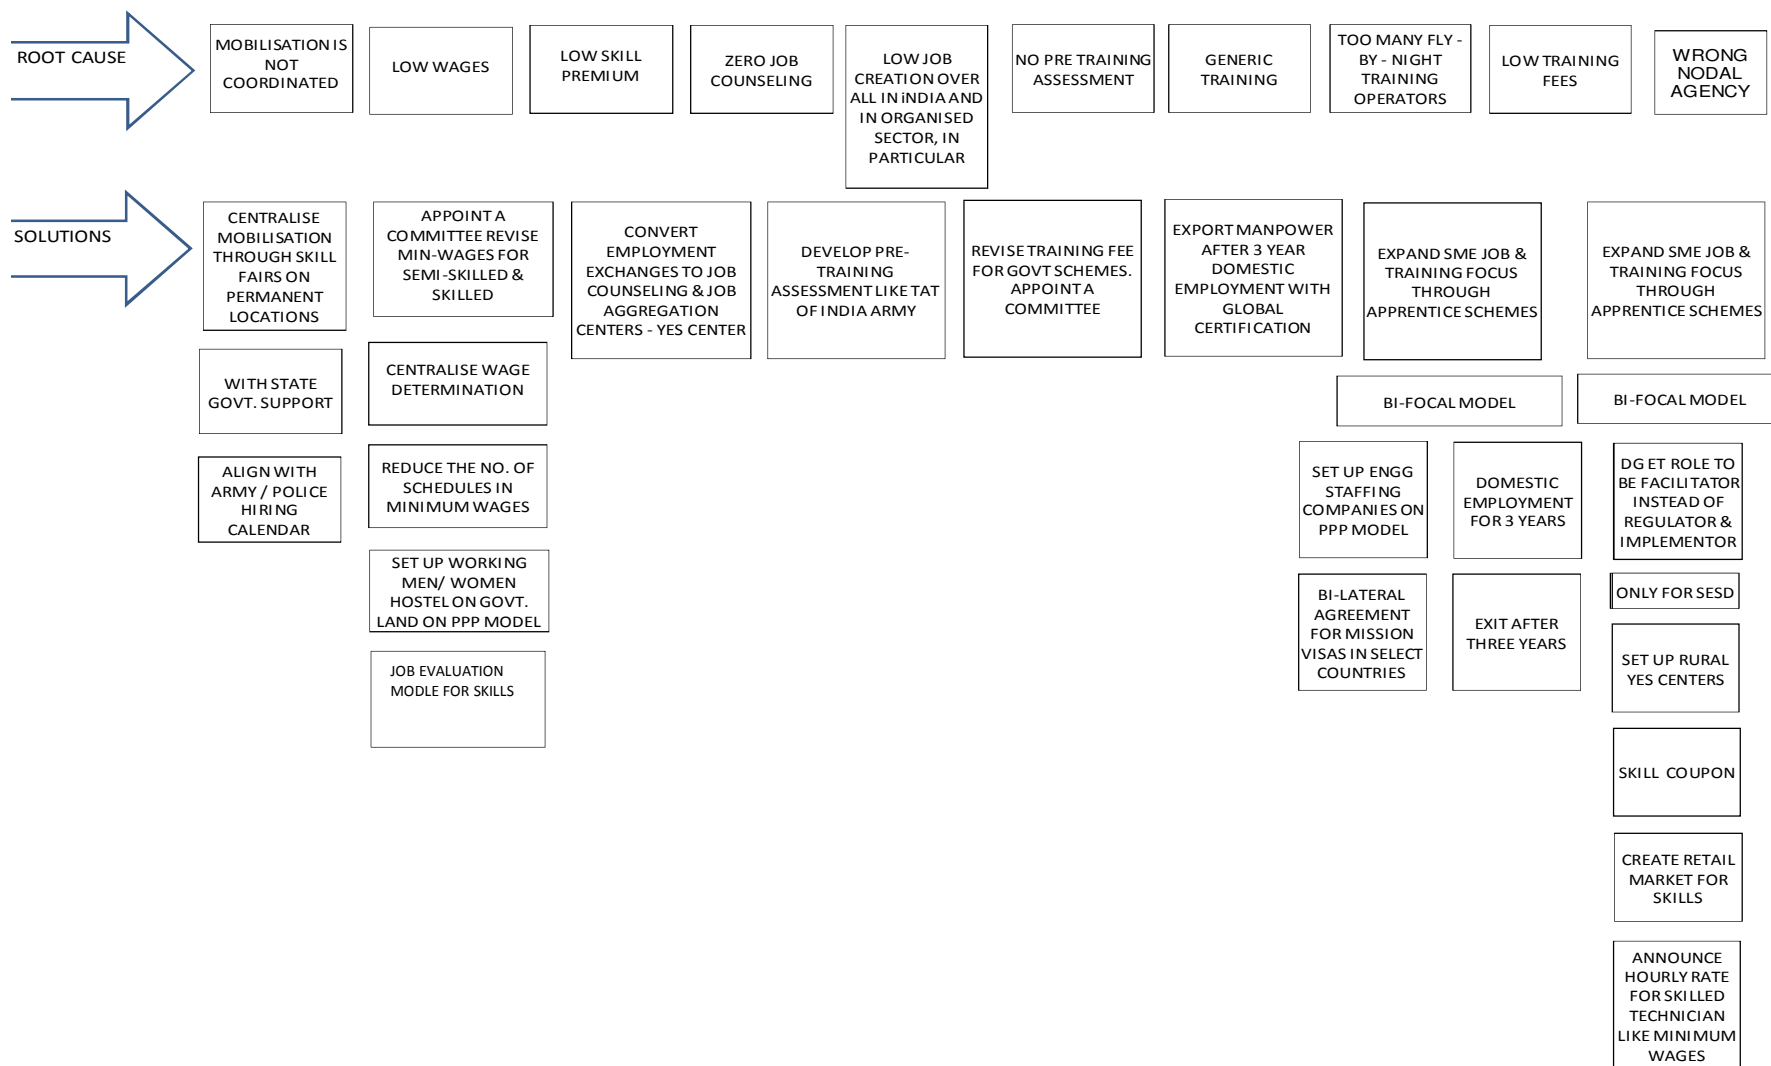 ROOT CAUSE
MOBILISATION IS
NOT
COORDINATED
LOW WAGES
LOW SKILL
PREMIUM
ZERO JOB
COUNSELING
LOW JOB
CREATION OVER
ALL IN iNDIA AND
IN ORGANISED
SECTOR, IN
PARTICULAR
NO PRE TRAINING
ASSESSMENT
GENERIC
TRAINING
TOO MANY FLY -
BY - NIGHT
TRAINING
OPERATORS
LOW TRAINING
FEES
WRONG
NODAL
AGENCY
SOLUTIONS
CENTRALISE
MOBILISATION
THROUGH SKILL
FAIRS ON
PERMANENT
LOCATIONS
APPOINT A
COMMITTEE REVISE
MIN-WAGES FOR
SEMI-SKILLED &
SKILLED
CONVERT
EMPLOYMENT
EXCHANGES TO JOB
COUNSELING & JOB
AGGREGATION
CENTERS - YES CENTER
DEVELOP PRE-
TRAINING
ASSESSMENT LIKE TAT
OF INDIA ARMY
REVISE TRAINING FEE
FOR GOVT SCHEMES.
APPOINT A
COMMITTEE
EXPORT MANPOWER
AFTER 3 YEAR
DOMESTIC
EMPLOYMENT WITH
GLOBAL
CERTIFICATION
EXPAND SME JOB &
TRAINING FOCUS
THROUGH
APPRENTICE SCHEMES
EXPAND SME JOB &
TRAINING FOCUS
THROUGH
APPRENTICE SCHEMES
WITH STATE
GOVT. SUPPORT
CENTRALISE WAGE
DETERMINATION
BI-FOCAL MODEL
BI-FOCAL MODEL
ALIGN WITH
ARMY / POLICE
HIRING
CALENDAR
REDUCE THE NO. OF
SCHEDULES IN
MINIMUM WAGES
SET UP ENGG
STAFFING
COMPANIES ON
PPP MODEL
DOMESTIC
EMPLOYMENT
FOR 3 YEARS
DG ET ROLE TO
BE FACILITATOR
INSTEAD OF
REGULATOR &
IMPLEMENTOR
SET UP WORKING
MEN/ WOMEN
HOSTEL ON GOVT.
LAND ON PPP MODEL
BI-LATERAL
AGREEMENT
FOR MISSION
VISAS IN SELECT
COUNTRIES
EXIT AFTER
THREE YEARS
ONLY FOR SESD
JOB EVALUATION
MODLE FOR SKILLS
SET UP RURAL
YES CENTERS
SKILL COUPON
CREATE RETAIL
MARKET FOR
SKILLS
ANNOUNCE
HOURLY RATE
FOR SKILLED
TECHNICIAN
LIKE MINIMUM
WAGES